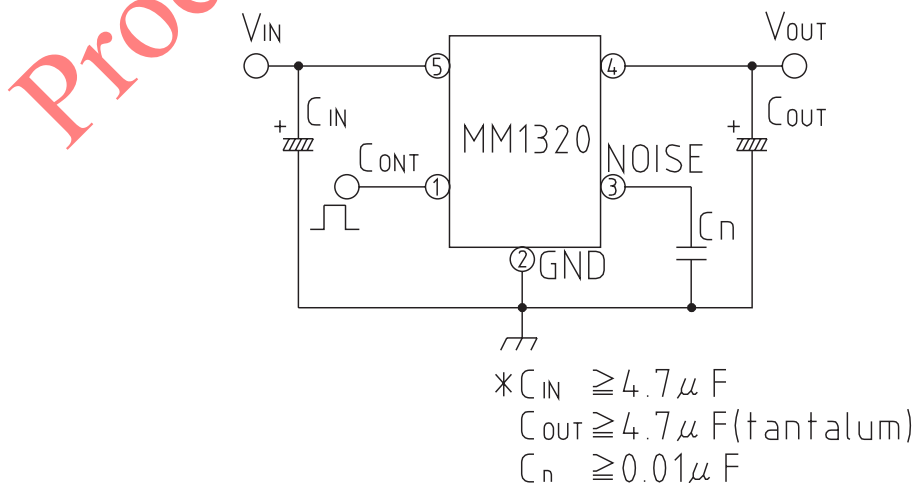 Proc
VIN
VOUT
5
4
+ CIN
MM1320
+ COUT
CONT
NOISE
1
3
Cn
2 GND
*CIN ≧4.7μF
COUT≧4.7μF(tantalum)
Cn ≧0.01μF